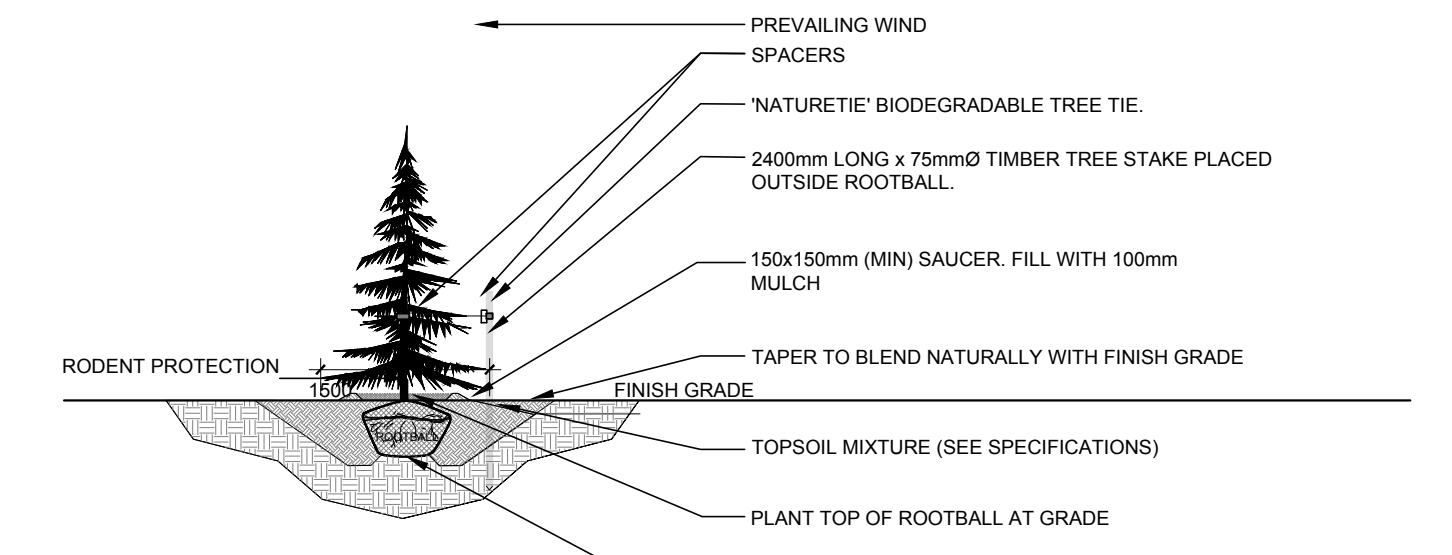 PREVAILING WIND
SPACERS
'NATURETIE' BIODEGRADABLE TREE TIE.
2400mm LONG x 75mmØ TIMBER TREE STAKE PLACED
OUTSIDE ROOTBALL.
150x150mm (MIN) SAUCER. FILL WITH 100mm
MULCH
TAPER TO BLEND NATURALLY WITH FINISH GRADE
RODENT PROTECTION
1500
FINISH GRADE
ROOTBALL
TOPSOIL MIXTURE (SEE SPECIFICATIONS)
PLANT TOP OF ROOTBALL AT GRADE